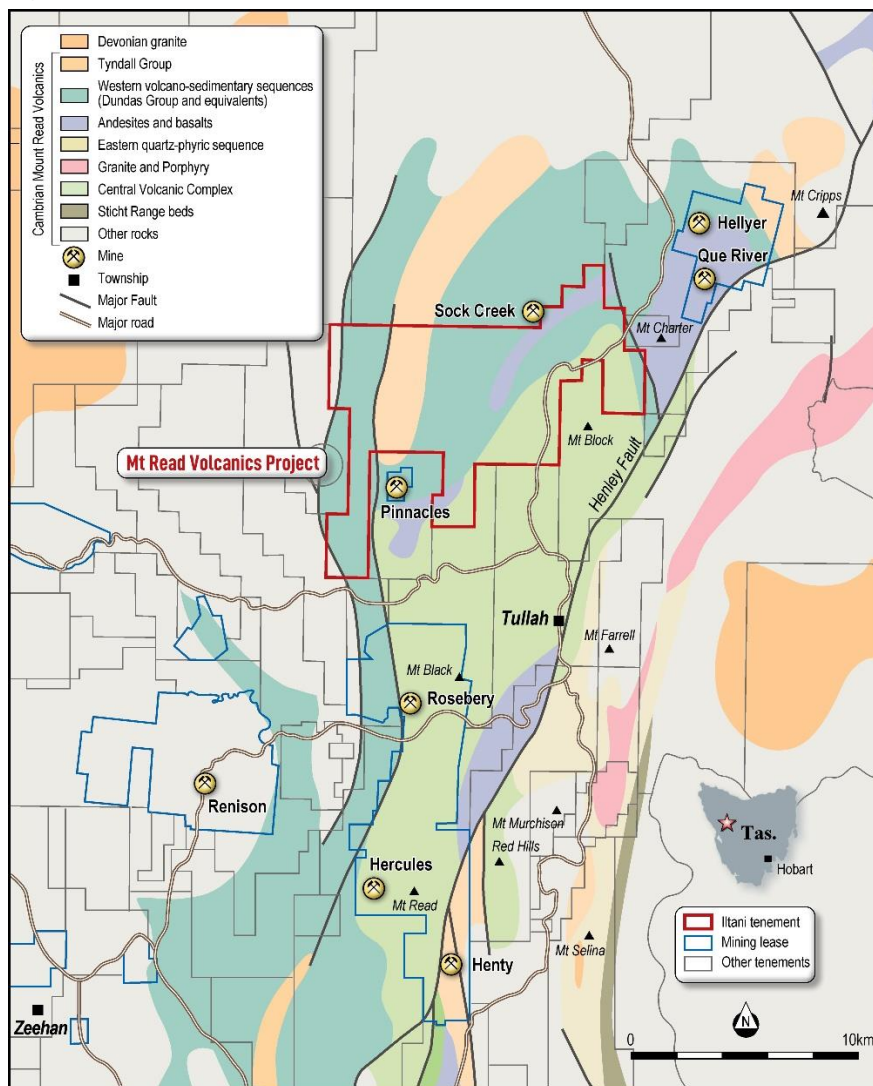 Devonian granite
Tyndall Group
Western volcano-sedimentary sequences
(Dundas Group and equivalents)
Andesites and basalts
Eastern quartz-phyric sequence
Granite and Porphyry
Central Volcanic Complex
Sticht Range beds
Other rocks
Cambrian Mount Read Volcanics
Mine
Township
Major Fault
Major road
Mt Cripps
Hellyer
Que River
Sock Creek
Mt Charter
Mt Block
Mt Read Volcanics Project
Henley Fault
Pinnacles
Tullah
Mt Farrell
Mt Black
Rosebery
Renison
Mt Murchison
Red Hills
Tas.
Hobart
Hercules
Mt Read
Mt Selina
Henty
Iltani tenement
Mining lease
Other tenements
Zeehan
N
0
10km